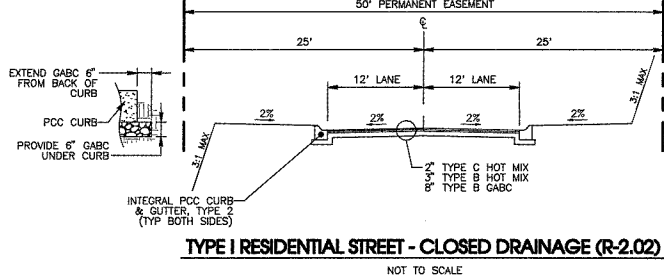 50' PERMANENT EASEMENT
℄
25'
25'
EXTEND GABC 6"
FROM BACK OF
CURB
12' LANE
12' LANE
3:1 MAX
PCC CURB
2%
2%
2%
2%
PROVIDE 6" GABC
UNDER CURB
3:1 MAX
2" TYPE C HOT MIX
3" TYPE B HOT MIX
8" TYPE B GABC
INTEGRAL PCC CURB
& GUTTER, TYPE 2
(TYP BOTH SIDES)
TYPE I RESIDENTIAL STREET - CLOSED DRAINAGE (R-2.02)
NOT TO SCALE